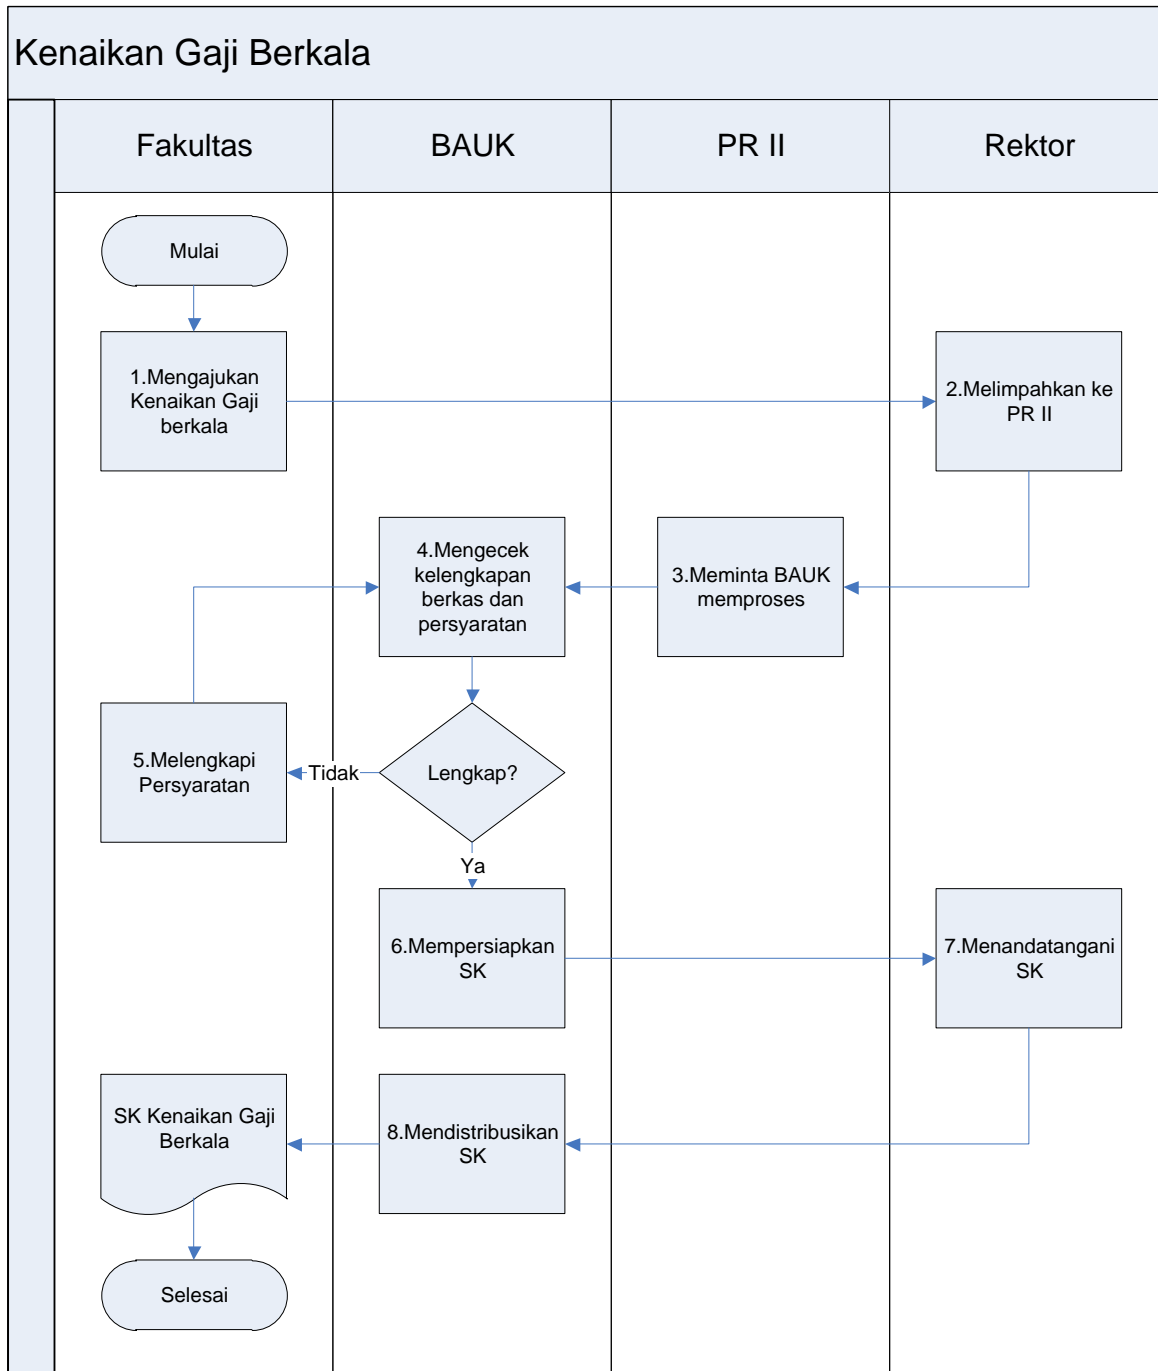 Kenaikan Gaji Berkala
Fakultas
BAUK
PR II
Rektor
Mulai
1.Mengajukan
Kenaikan Gaji
berkala
2.Melimpahkan ke
PR II
3.Meminta BAUK
memproses
4.Mengecek
kelengkapan
berkas dan
persyaratan
Lengkap?
Tidak
5.Melengkapi
Persyaratan
Ya
6.Mempersiapkan
SK
7.Menandatangani
SK
8.Mendistribusikan
SK
SK Kenaikan Gaji
Berkala
Selesai